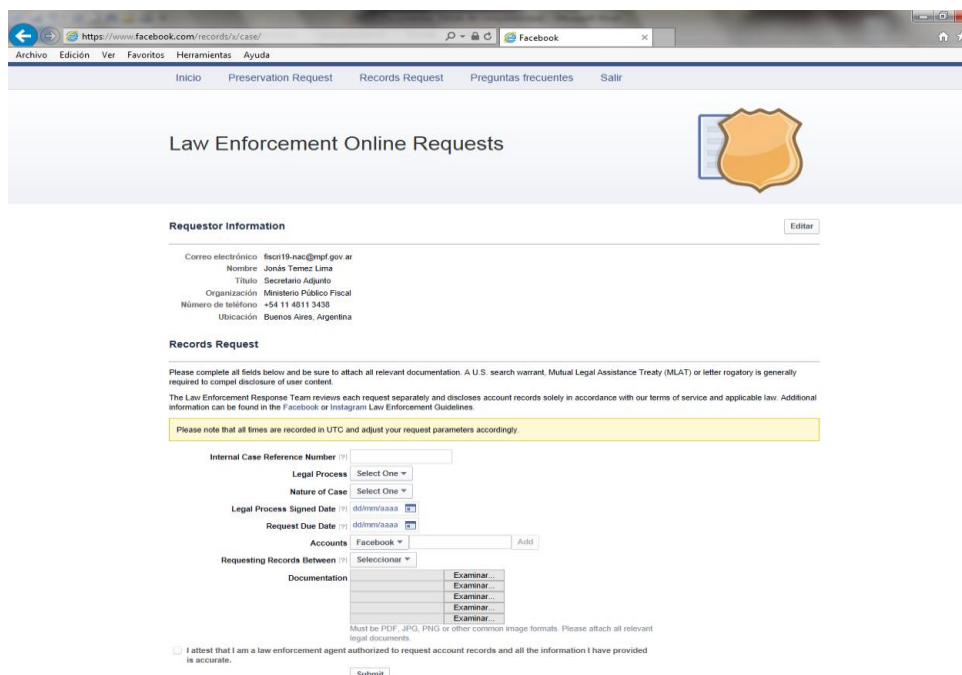 https://www.facebook.com/records/x/case/
Facebook
Archivo Edición Ver Favoritos Herramientas Ayuda
Inicio Preservation Request Records Request Preguntas frecuentes Salir
Law Enforcement Online Requests
Requestor Information
Editar
Correo electrónico fiscri19-nac@mpf.gov.ar
Nombre Jonás Temez Lima
Título Secretario Adjunto
Organización Ministerio Público Fiscal
Número de teléfono +54 11 4811 3438
Ubicación Buenos Aires, Argentina
Records Request
Please complete all fields below and be sure to attach all relevant documentation. A U.S. search warrant, Mutual Legal Assistance Treaty (MLAT) or letter rogatory is generally
required to compel disclosure of user content.
The Law Enforcement Response Team reviews each request separately and discloses account records solely in accordance with our terms of service and applicable law. Additional
information can be found in the Facebook or Instagram Law Enforcement Guidelines.
Please note that all times are recorded in UTC and adjust your request parameters accordingly.
Internal Case Reference Number [?]
Legal Process Select One
Nature of Case Select One
Legal Process Signed Date [?] dd/mm/aaaa
Request Due Date [?] dd/mm/aaaa
Accounts Facebook Add
Requesting Records Between [?] Seleccionar
Documentation Examinar...
Examinar...
Examinar...
Examinar...
Examinar...
Must be PDF, JPG, PNG or other common image formats. Please attach all relevant
legal documents.
I attest that I am a law enforcement agent authorized to request account records and all the information I have provided
is accurate.
Submit